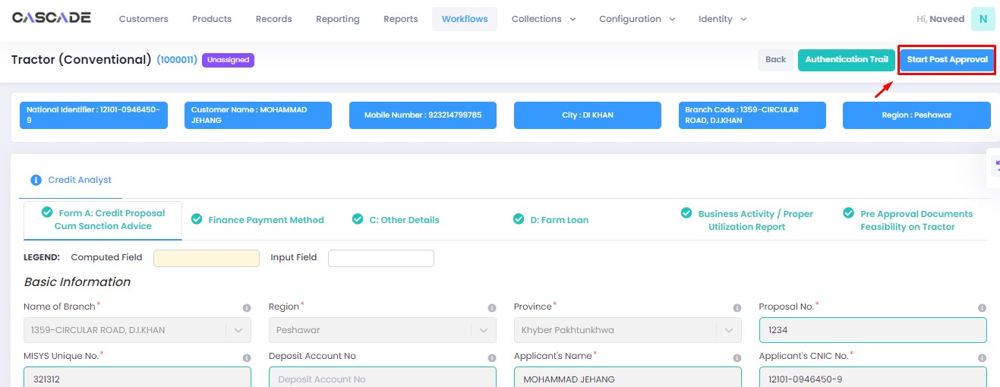 CASCADE Customers Products Records Reporting Reports Workflows Collections Configuration Identity Hi, Naveed N
Tractor (Conventional) (1000011) Unassigned Back Authentication Trail Start Post Approval
National Identifier : 12101-0946450-
9
Customer Name : MOHAMMAD
JEHANG
Mobile Number : 923214799785
City : DI KHAN
Branch Code : 1359-CIRCULAR
ROAD, D.I.KHAN
Region : Peshawar
Credit Analyst
Form A: Credit Proposal
Cum Sanction Advice
Finance Payment Method
C: Other Details
D: Farm Loan
Business Activity / Proper
Utilization Report
Pre Approval Documents
Feasibility on Tractor
LEGEND: Computed Field Input Field
Basic Information
Name of Branch* Region* Province* Proposal No.*
1359-CIRCULAR ROAD, D.I.KHAN Peshawar Khyber Pakhtunkhwa 1234
MISYS Unique No.* Deposit Account No Applicant's Name* Applicant's CNIC No.*
321312 Deposit Account No MOHAMMAD JEHANG 12101-0946450-9